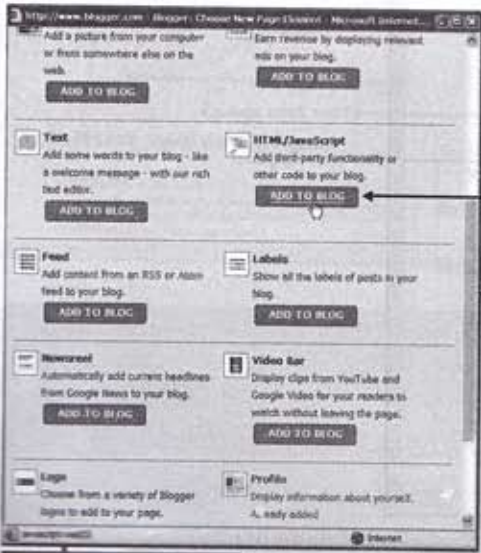 http://www.blogger.com - Blogger: Choose New Page Element - Microsoft Internet...
Add a picture from your computer
or from somewhere else on the
web.
ADD TO BLOG
Earn revenue by displaying relevant
ads on your blog.
ADD TO BLOG
Text
Add some words to your blog - like
a welcome message - with our rich
text editor.
ADD TO BLOG
HTML/JavaScript
Add third-party functionality or
other code to your blog.
ADD TO BLOG
Feed
Add content from an RSS or Atom
feed to your blog.
ADD TO BLOG
Labels
Show all the labels of posts in your
blog.
ADD TO BLOG
Newsreel
Automatically add current headlines
from Google News to your blog.
ADD TO BLOG
Video Bar
Display clips from YouTube and
Google Video for your readers to
watch without leaving the page.
ADD TO BLOG
Logo
Choose from a variety of Blogger
logos to add to your page.
Profile
Display information about yourself.
added
Internet